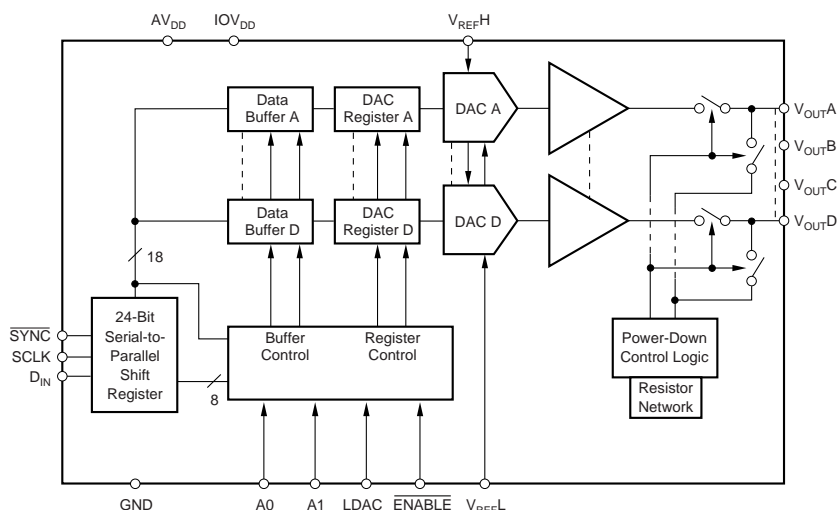 AVDD IOVDD VREFH
Data
Buffer A
DAC
Register A
DAC A
VOUTA
VOUTB
VOUTC
Data
Buffer D
DAC
Register D
DAC D
VOUTD
18
24-Bit
Serial-to-
Parallel
Shift
Register
SYNC
SCLK
DIN
Buffer
Control
Register
Control
8
Power-Down
Control Logic
Resistor
Network
GND A0 A1 LDAC ENABLE VREFL